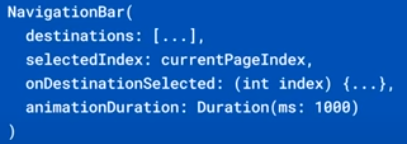 NavigationBar(
  destinations: [...],
  selectedIndex: currentPageIndex,
  onDestinationSelected: (int index) {...},
  animationDuration: Duration(ms: 1000)
)